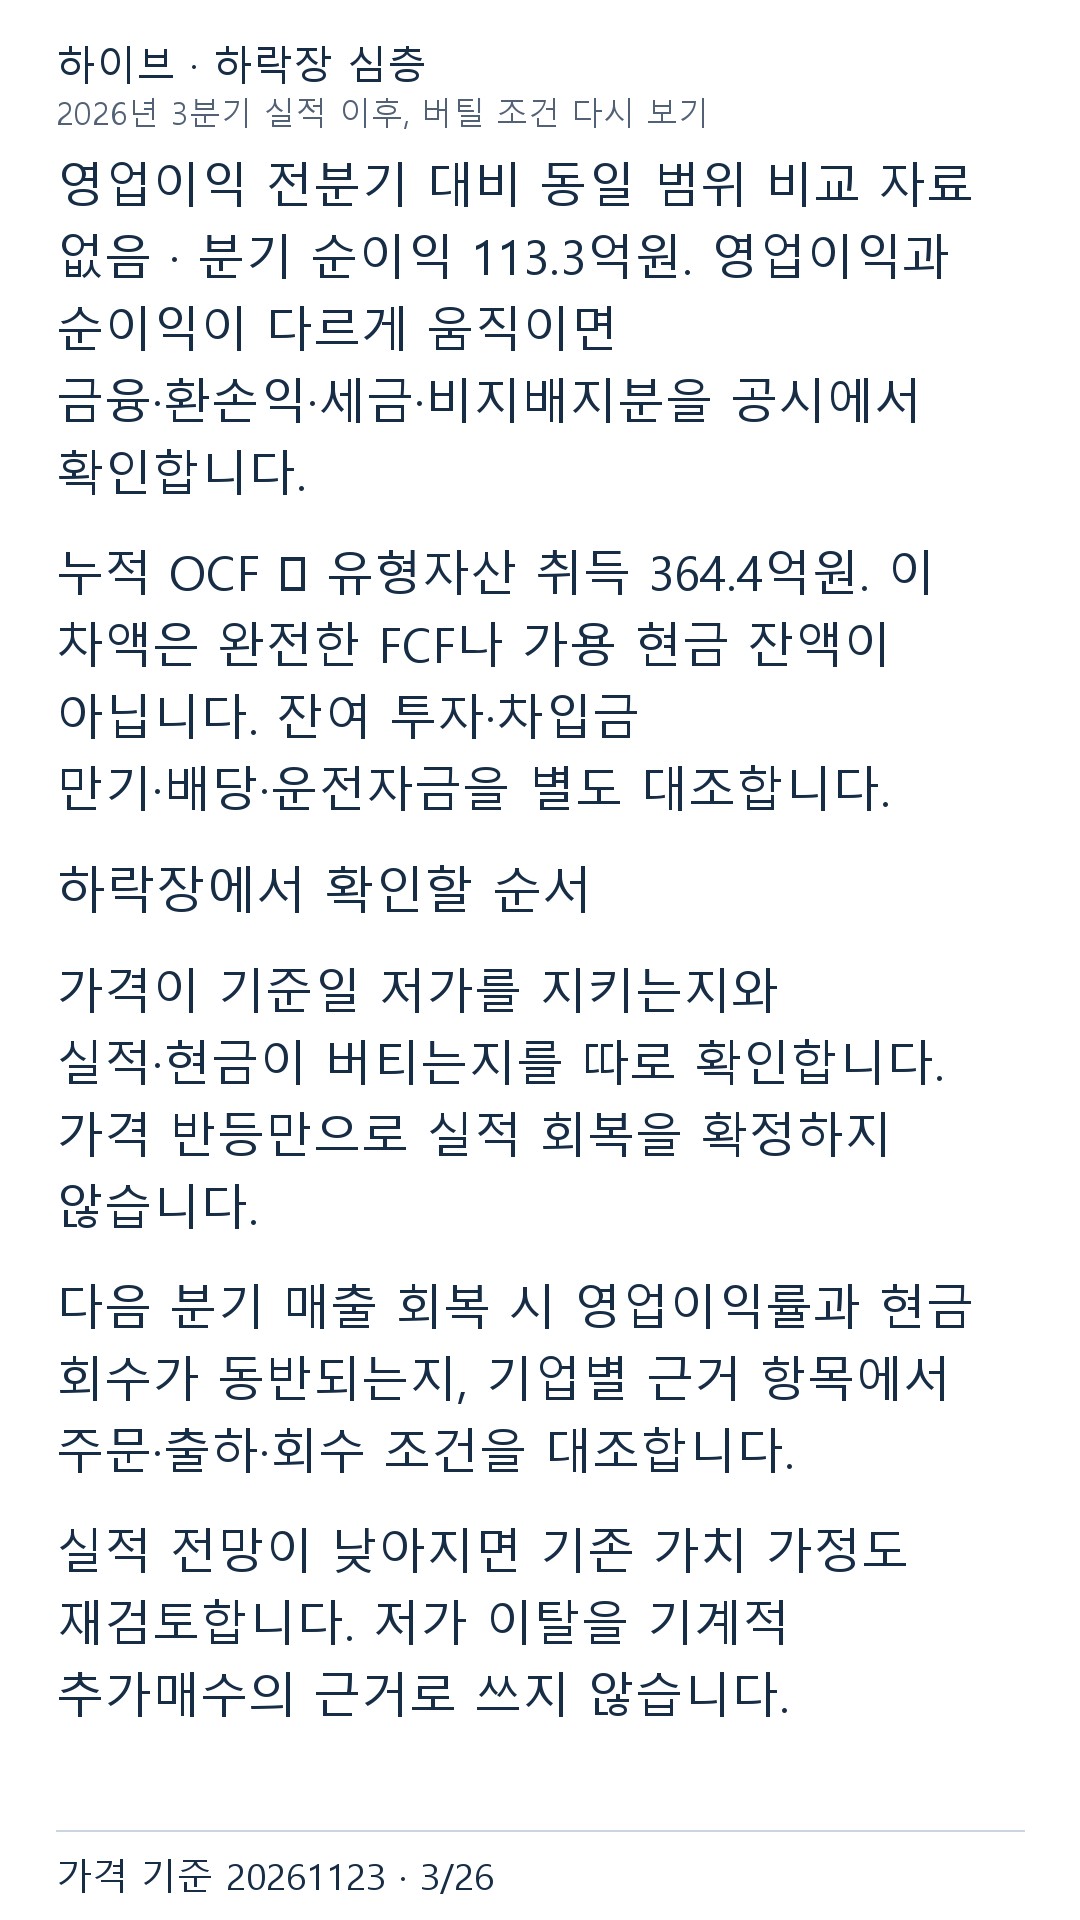 하이브 · 하락장 심층
2026년 3분기 실적 이후, 버틸 조건 다시 보기
영업이익 전분기 대비 동일 범위 비교 자료
없음 · 분기 순이익 113.3억원. 영업이익과
순이익이 다르게 움직이면
금융·환손익·세금·비지배지분을 공시에서
확인합니다.
누적 OCF □ 유형자산 취득 364.4억원. 이
차액은 완전한 FCF나 가용 현금 잔액이
아닙니다. 잔여 투자·차입금
만기·배당·운전자금을 별도 대조합니다.
하락장에서 확인할 순서
가격이 기준일 저가를 지키는지와
실적·현금이 버티는지를 따로 확인합니다.
가격 반등만으로 실적 회복을 확정하지
않습니다.
다음 분기 매출 회복 시 영업이익률과 현금
회수가 동반되는지, 기업별 근거 항목에서
주문·출하·회수 조건을 대조합니다.
실적 전망이 낮아지면 기존 가치 가정도
재검토합니다. 저가 이탈을 기계적
추가매수의 근거로 쓰지 않습니다.
가격 기준 20261123 · 3/26